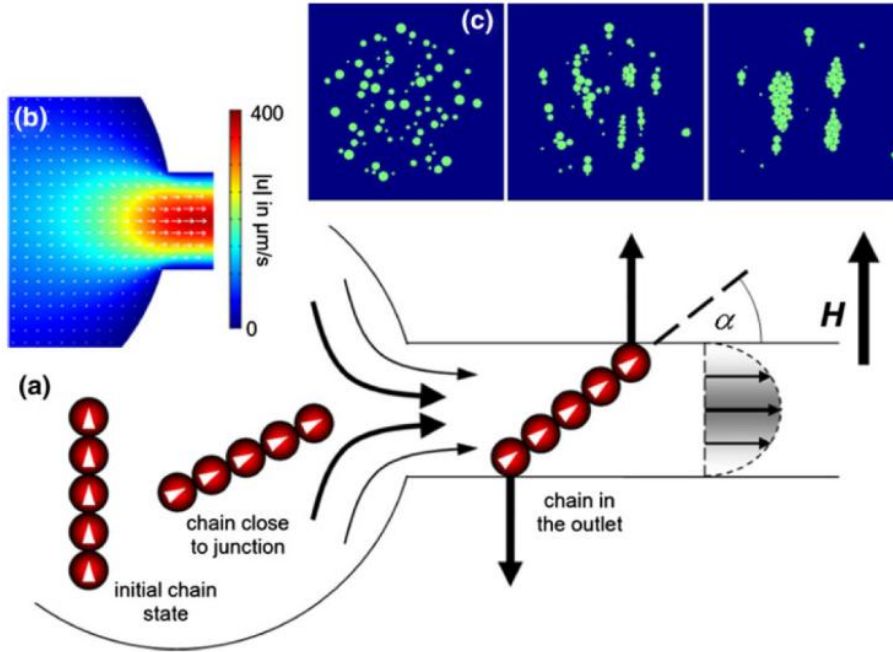 (c)
(b)
400
|u| in µm/s
0
α
H
(a)
chain close
to junction
chain in
the outlet
initial chain
state